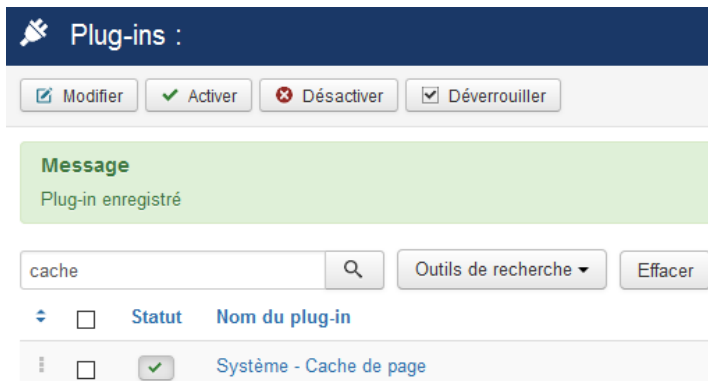 Plug-ins :
Modifier Activer Désactiver Déverrouiller
Message
Plug-in enregistré
cache Outils de recherche Effacer
Statut Nom du plug-in
Système - Cache de page